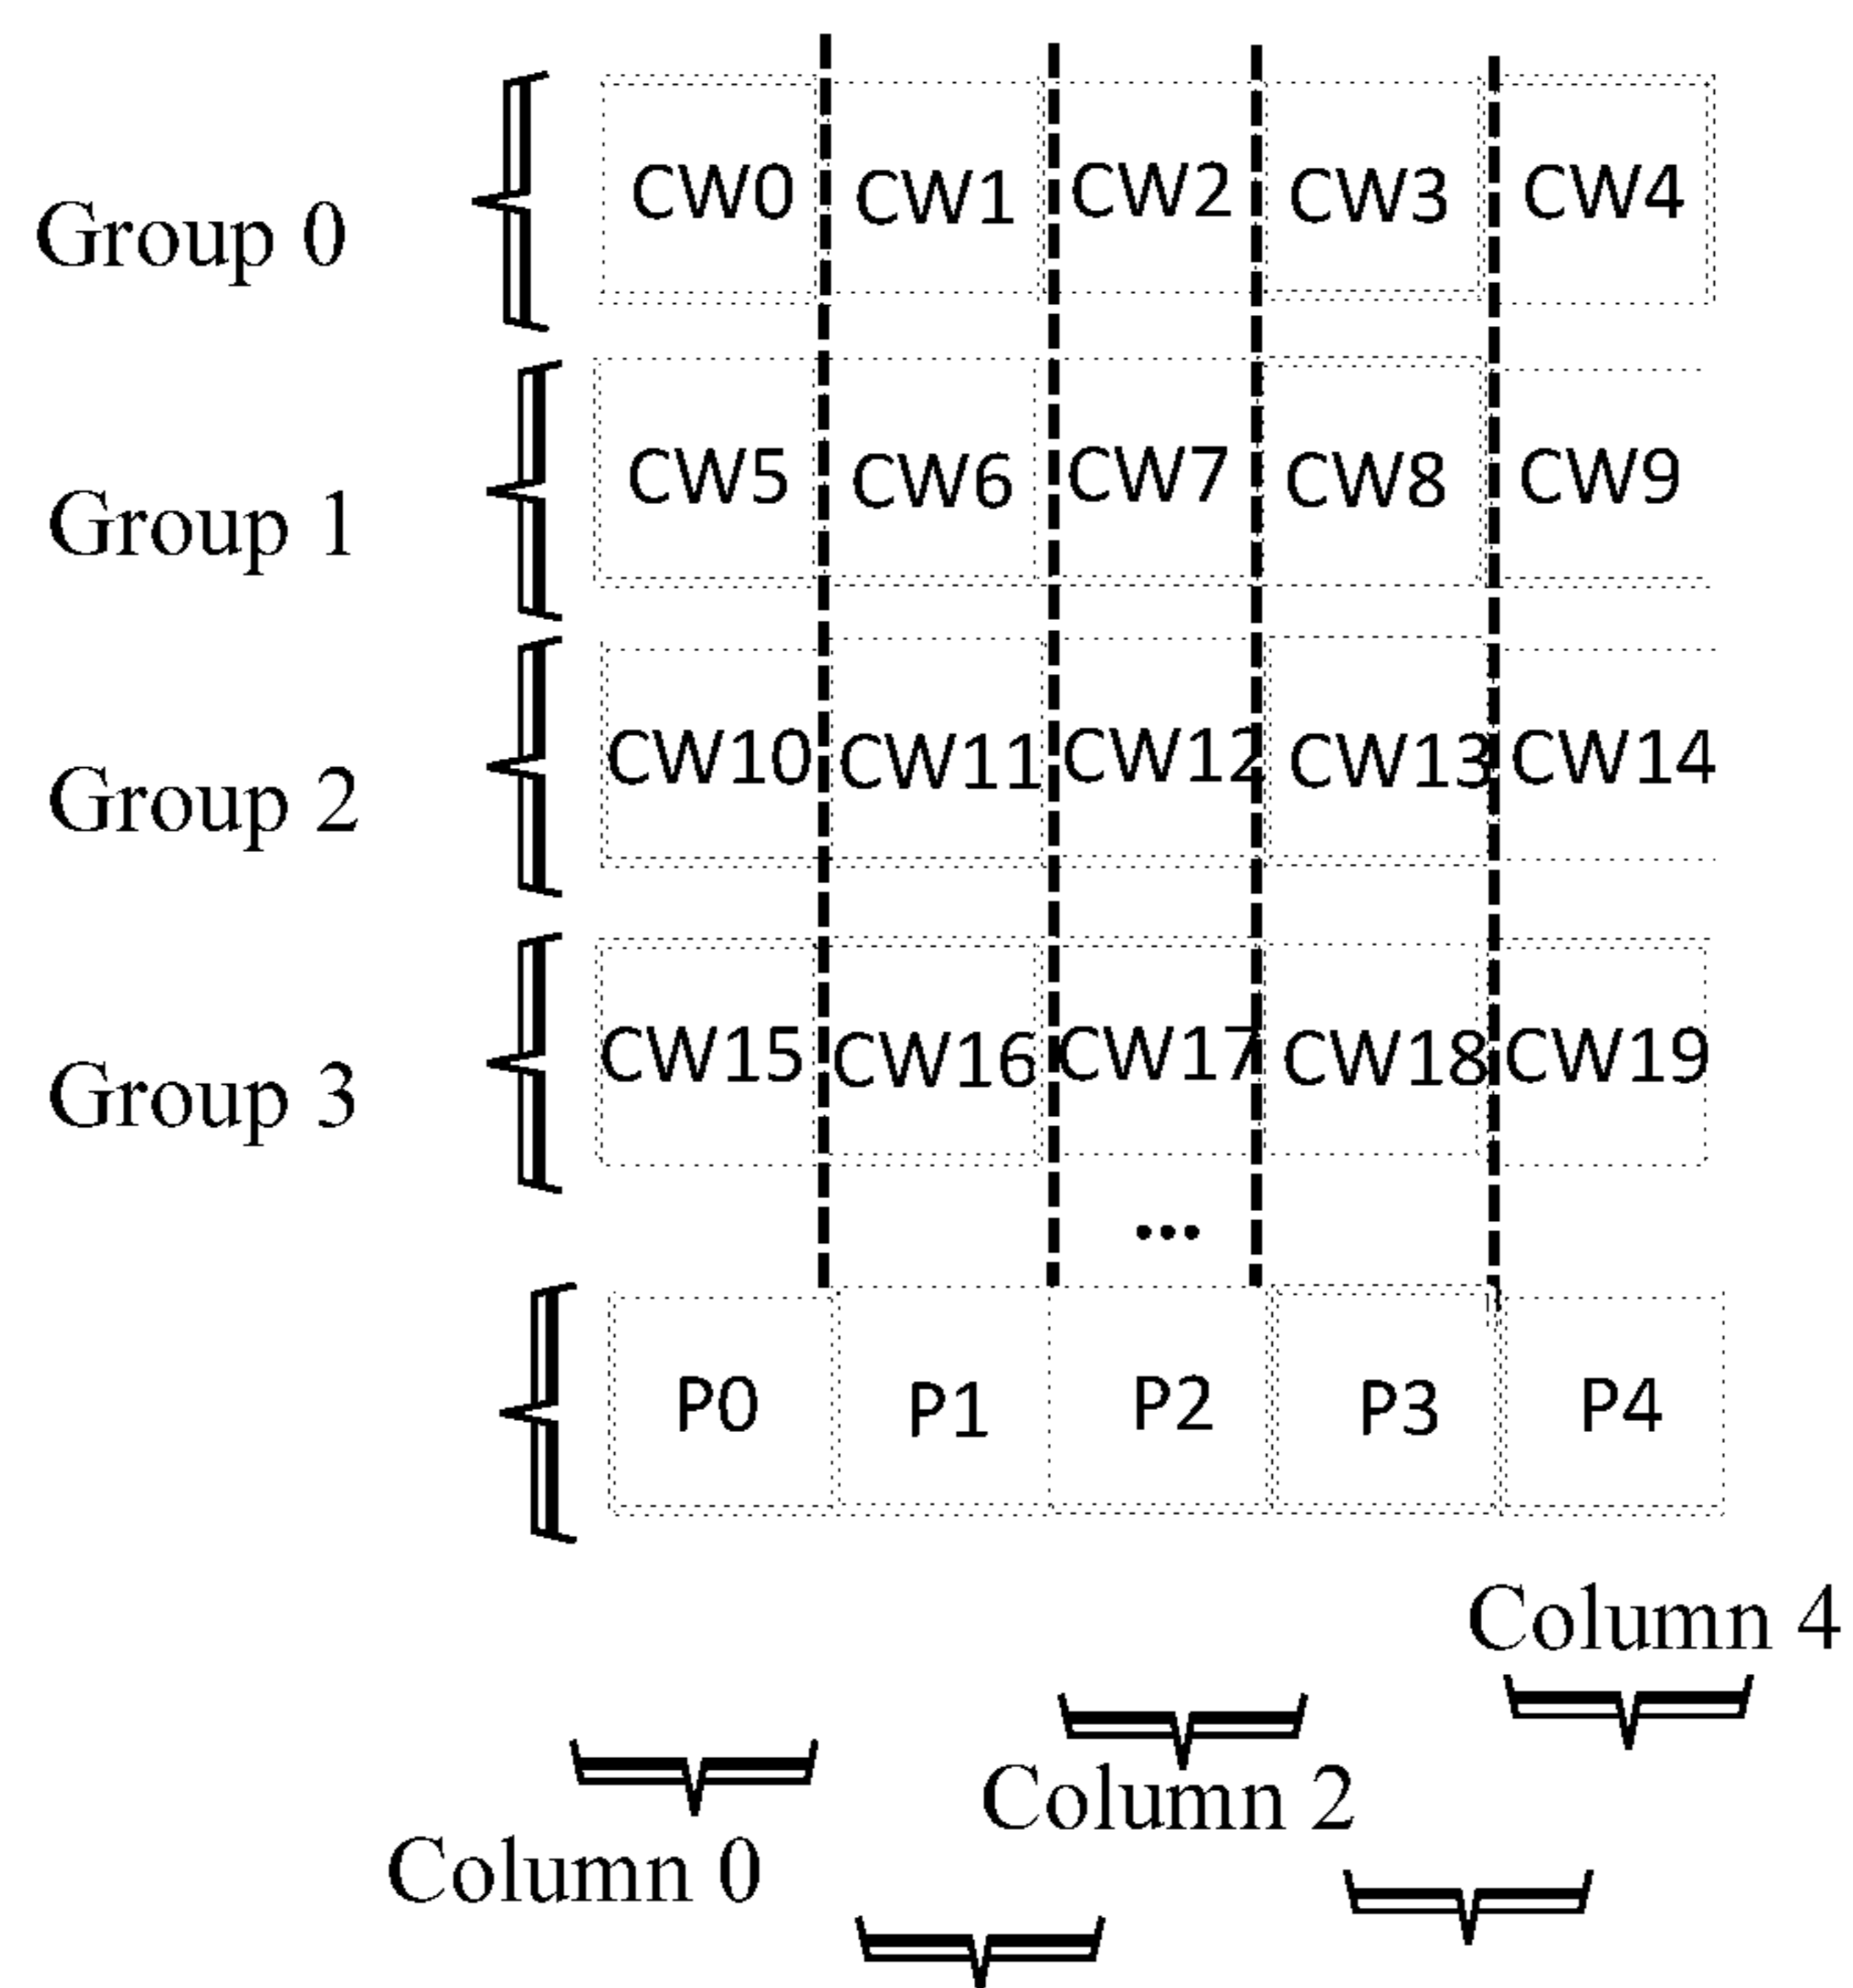 Group 0 CW0 CW1 CW2 CW3 CW4
Group 1 CW5 CW6 CW7 CW8 CW9
Group 2 CW10 CW11 CW12 CW13 CW14
Group 3 CW15 CW16 CW17 CW18 CW19
...
P0 P1 P2 P3 P4
Column 4
Column 2
Column 0